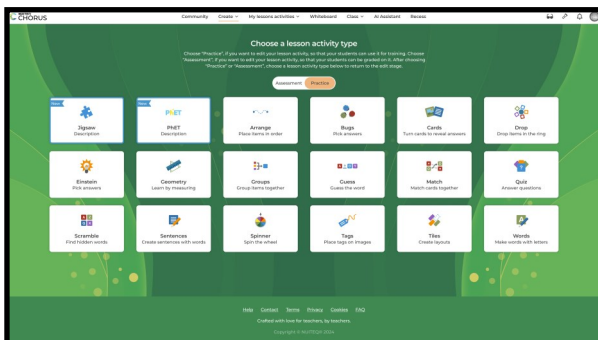 CHORUS
Community
Create
My lessons activities
Whiteboard
Class
AI Assistant
Recess
Choose a lesson activity type
Choose "Practice", if you want to edit your lesson activity, so that your students can use it for training. Choose
"Assessment", if you want to edit your lesson activity, so that your students can be graded on it. After choosing
"Practice" or "Assessment", choose a lesson activity type below to return to the edit stage.
Assessment
Practice
New
Jigsaw
Description
New
PhET
PhET
Description
Arrange
Place items in order
Bugs
Pick answers
Cards
Turn cards to reveal answers
Drop
Drop items in the ring
Einstein
Pick answers
Geometry
Learn by measuring
Groups
Group items together
Guess
Guess the word
Match
Match cards together
Quiz
Answer questions
Scramble
Find hidden words
Sentences
Create sentences with words
Spinner
Spin the wheel
Tags
Place tags on images
Tiles
Create layouts
Words
Make words with letters
Help Contact Terms Privacy Cookies FAQ
Crafted with love for
teachers, by teachers.